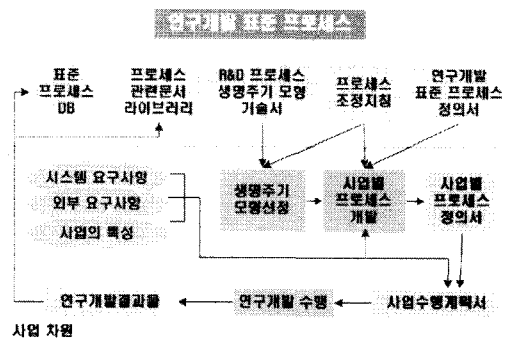 연구개발 표준 프로세스
표준
프로세스
DB
프로세스
관련문서
라이브러리
R&D 프로세스
생명주기 모형
기술서
프로세스
조정지침
연구개발
표준 프로세스
정의서
시스템 요구사항
외부 요구사항
사업의 특성
생명주기
모형선정
사업별
프로세스
개발
사업별
프로세스
정의서
연구개발결과물
연구개발 수행
사업수행계획서
사업 차원